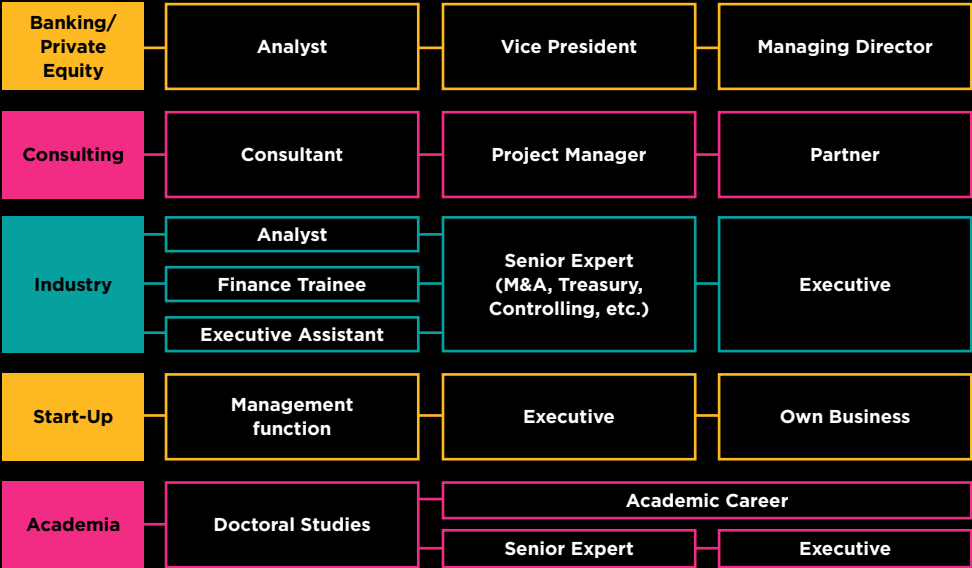 Banking/
Private
Equity
Analyst
Vice President
Managing Director
Consulting
Consultant
Project Manager
Partner
Industry
Analyst
Finance Trainee
Executive Assistant
Senior Expert
(M&A, Treasury,
Controlling, etc.)
Executive
Start-Up
Management
function
Executive
Own Business
Academia
Doctoral Studies
Academic Career
Senior Expert
Executive